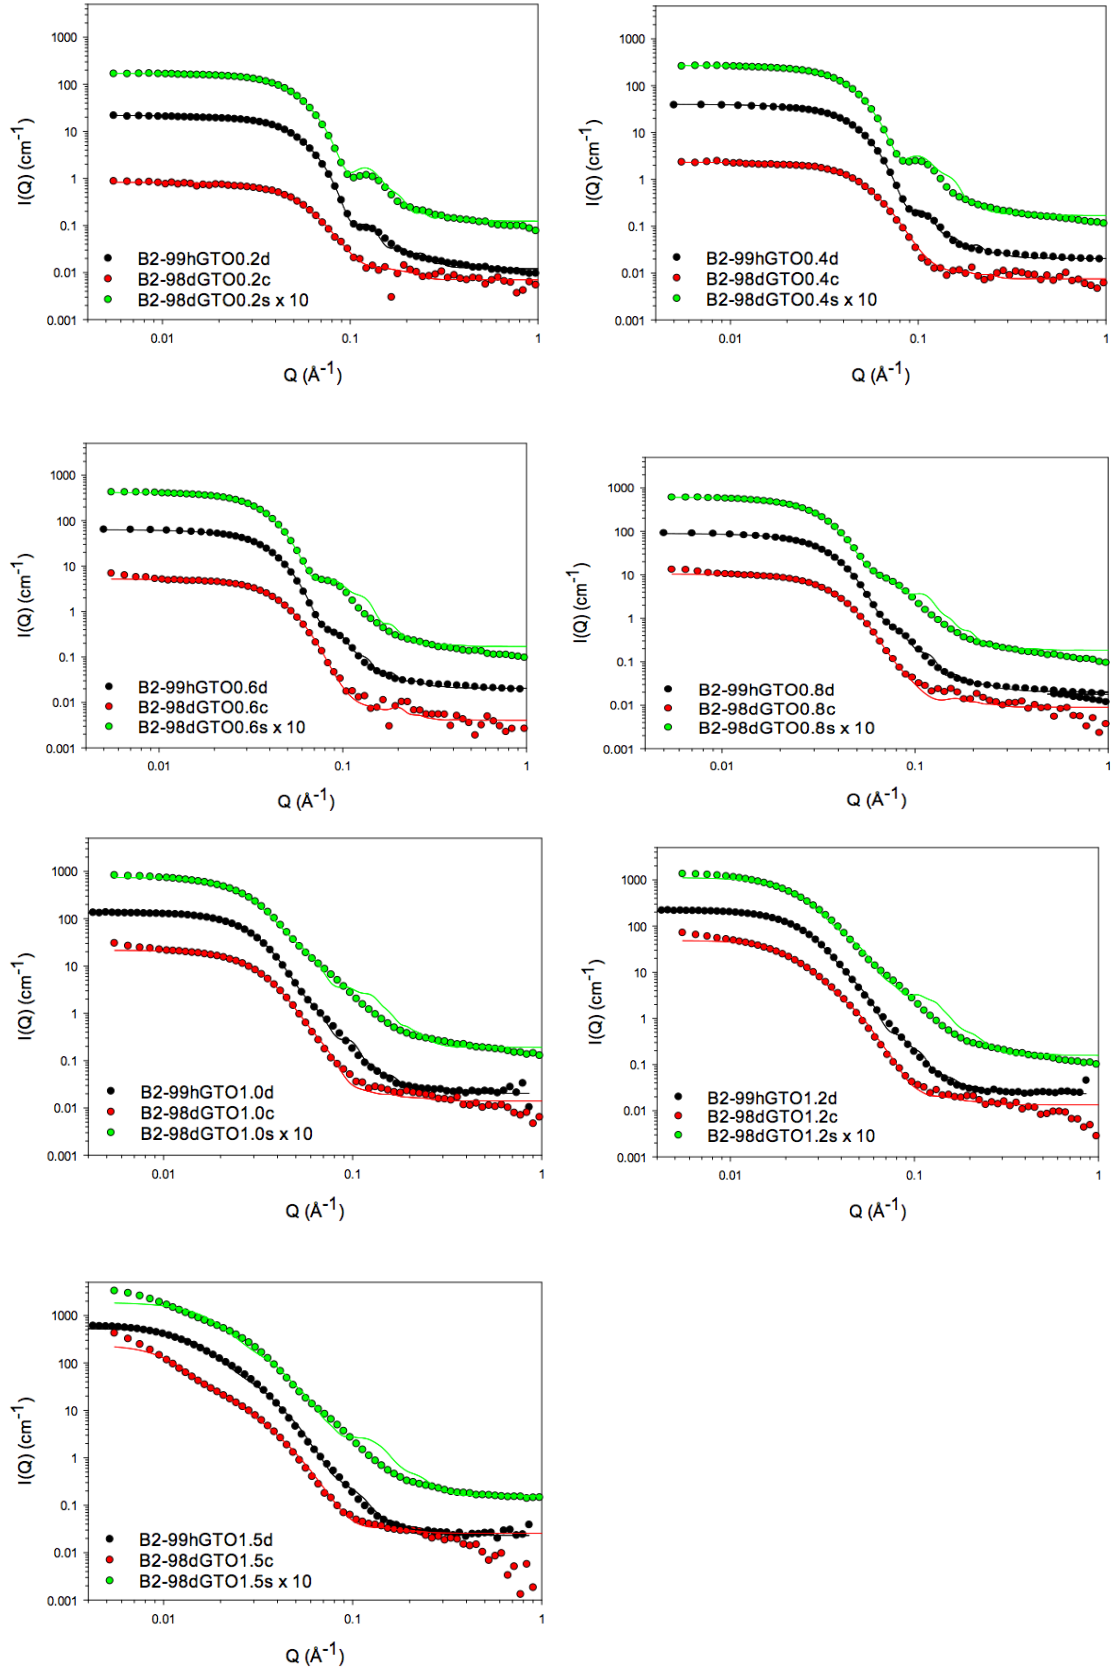 1000
100
10
1
0.1
0.01
0.001
I(Q) (cm⁻¹)
B2-99hGTO0.2d
B2-98dGTO0.2c
B2-98dGTO0.2s x 10
0.01 0.1 1
Q (Å⁻¹)
1000
100
10
1
0.1
0.01
0.001
I(Q) (cm⁻¹)
B2-99hGTO0.4d
B2-98dGTO0.4c
B2-98dGTO0.4s x 10
0.01 0.1 1
Q (Å⁻¹)
1000
100
10
1
0.1
0.01
0.001
I(Q) (cm⁻¹)
B2-99hGTO0.6d
B2-98dGTO0.6c
B2-98dGTO0.6s x 10
0.01 0.1 1
Q (Å⁻¹)
1000
100
10
1
0.1
0.01
0.001
I(Q) (cm⁻¹)
B2-99hGTO0.8d
B2-98dGTO0.8c
B2-98dGTO0.8s x 10
0.01 0.1 1
Q (Å⁻¹)
1000
100
10
1
0.1
0.01
0.001
I(Q) (cm⁻¹)
B2-99hGTO1.0d
B2-98dGTO1.0c
B2-98dGTO1.0s x 10
0.01 0.1 1
Q (Å⁻¹)
1000
100
10
1
0.1
0.01
0.001
I(Q) (cm⁻¹)
B2-99hGTO1.2d
B2-98dGTO1.2c
B2-98dGTO1.2s x 10
0.01 0.1 1
Q (Å⁻¹)
1000
100
10
1
0.1
0.01
0.001
I(Q) (cm⁻¹)
B2-99hGTO1.5d
B2-98dGTO1.5c
B2-98dGTO1.5s x 10
0.01 0.1 1
Q (Å⁻¹)